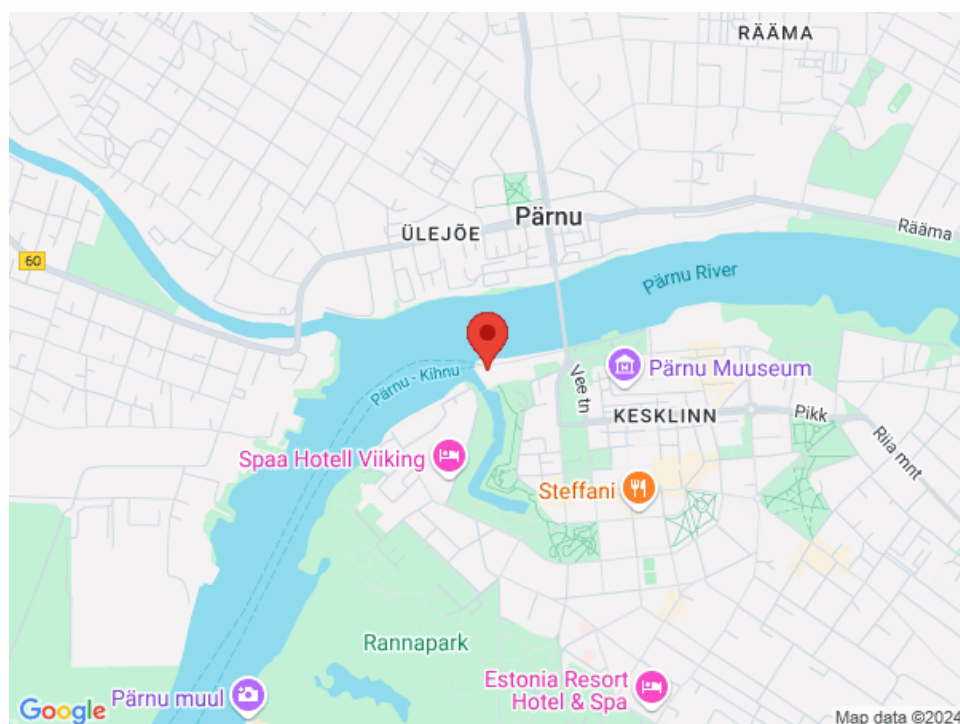 RÄÄMA
Pärnu
ÜLEJÕE
Rääma
60
Pärnu River
Pärnu - Kihnu
Vee tn
Pärnu Muuseum
KESKLINN
Pikk
Riia mnt
Spaa Hotell Viiking
Steffani
Rannapark
Estonia Resort
Hotel & Spa
Pärnu muul
Google
Map data ©2024